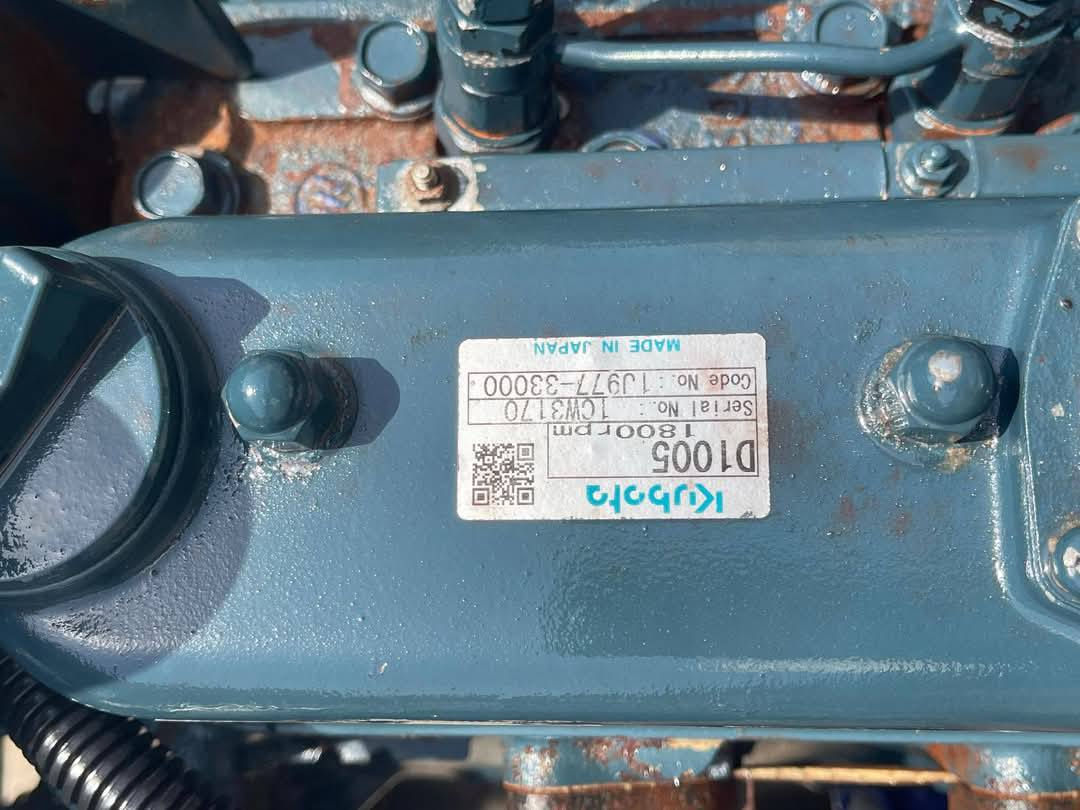 Kubota
D1005
1800rpm
Serial No.: 1CW3170
Code No.: 1J977-33000
MADE IN JAPAN